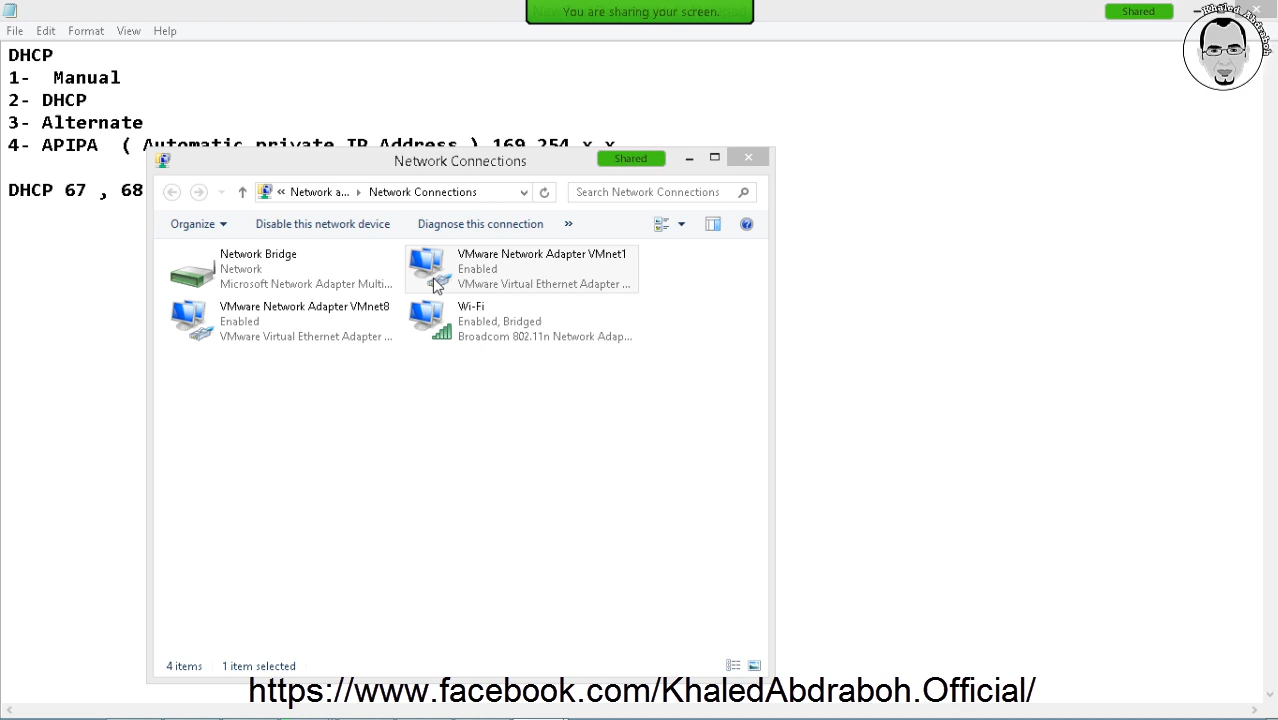 You are sharing your screen.
Shared
File Edit Format View Help
Khaled_Abdraboh
DHCP
1- Manual
2- DHCP
3- Alternate
4- APIPA ( Automatic private IP Address ) 169.254.x.x
DHCP 67 , 68
Network Connections
Shared
« Network a... Network Connections
Search Network Connections
Organize Disable this network device Diagnose this connection »
Network Bridge
Network
Microsoft Network Adapter Multi...
VMware Network Adapter VMnet1
Enabled
VMware Virtual Ethernet Adapter ...
VMware Network Adapter VMnet8
Enabled
VMware Virtual Ethernet Adapter ...
Wi-Fi
Enabled, Bridged
Broadcom 802.11n Network Adap...
4 items 1 item selected
https://www.facebook.com/KhaledAbdraboh.Official/